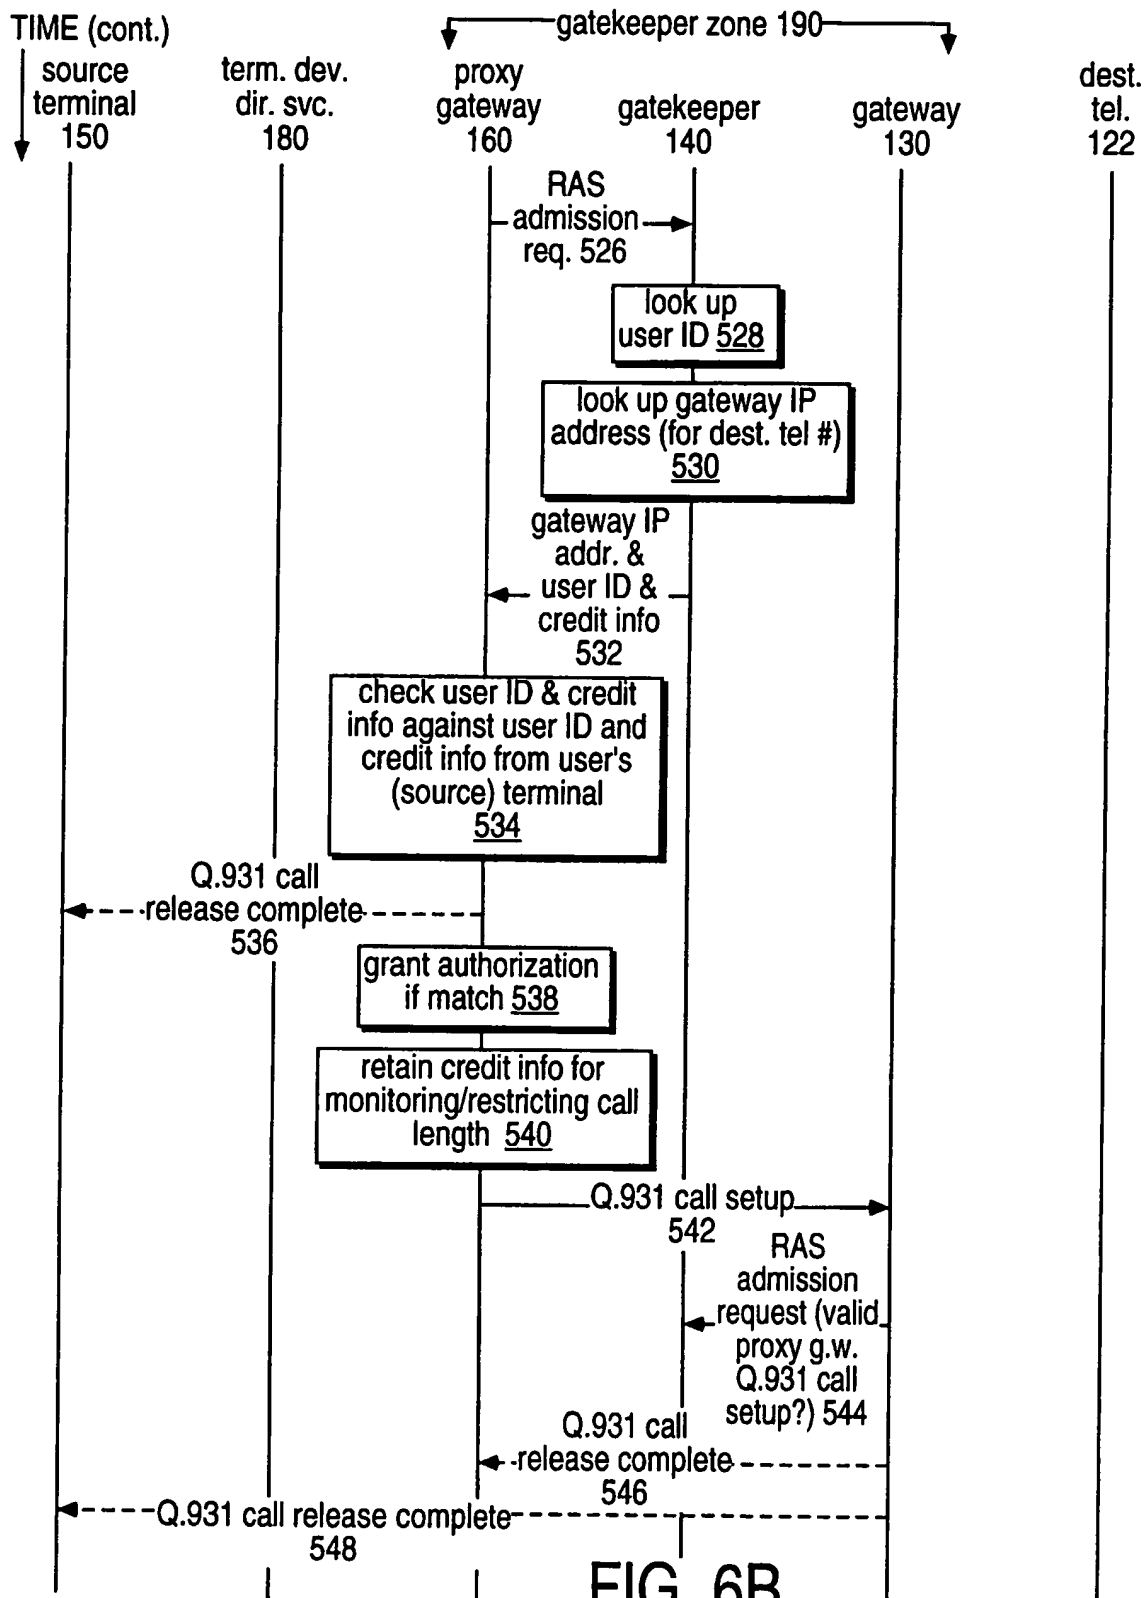 TIME (cont.)
gatekeeper zone 190
source
terminal
150
term. dev.
dir. svc.
180
proxy
gateway
160
gatekeeper
140
gateway
130
dest.
tel.
122
RAS
admission
req. 526
look up
user ID 528
look up gateway IP
address (for dest. tel #)
530
gateway IP
addr. &
user ID &
credit info
532
check user ID & credit
info against user ID and
credit info from user's
(source) terminal
534
Q.931 call
release complete
536
grant authorization
if match 538
retain credit info for
monitoring/restricting call
length 540
Q.931 call setup
542
RAS
admission
request (valid
proxy g.w.
Q.931 call
setup?) 544
Q.931 call
release complete
546
Q.931 call release complete
548
FIG. 6B